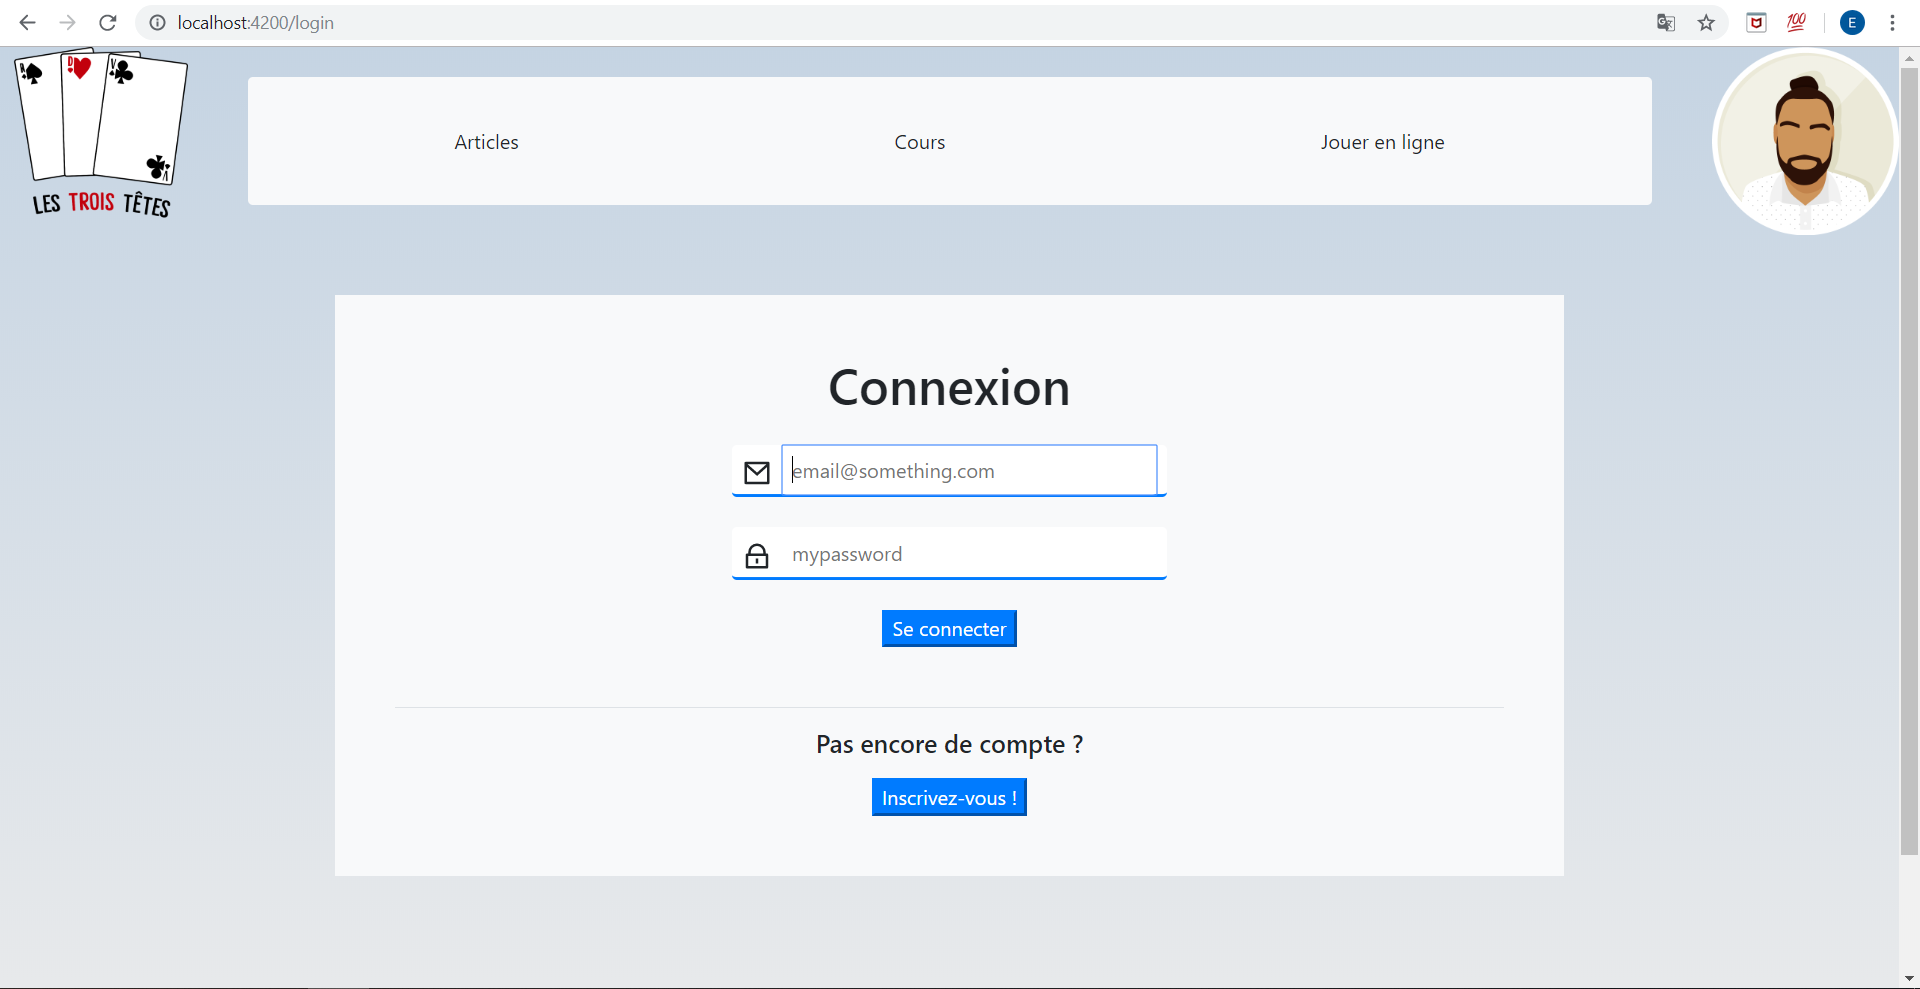 localhost:4200/login
E
A
D
V
V
LES TROIS TÊTES
Articles
Cours
Jouer en ligne
Connexion
email@something.com
mypassword
Se connecter
Pas encore de compte ?
Inscrivez-vous !
100